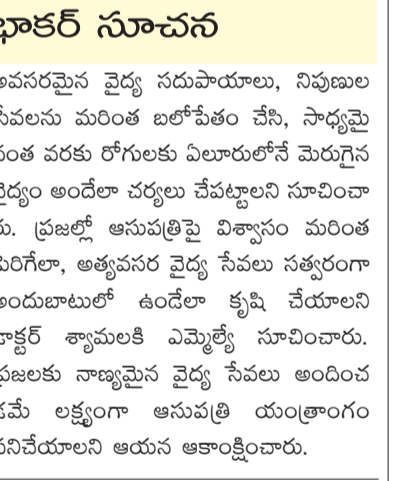 భాకర్ సూచన
అవసరమైన వైద్య సదుపాయాలు, నిపుణుల
సేవలను మరింత బలోపేతం చేసి, సాధ్యమై
నంత వరకు రోగులకు ఏలూరులోనే మెరుగైన
వైద్యం అందేలా చర్యలు చేపట్టాలని సూచించా
రు. ప్రజల్లో ఆసుపత్రిపై విశ్వాసం మరింత
పెరిగేలా, అత్యవసర వైద్య సేవలు సత్వరంగా
అందుబాటులో ఉండేలా కృషి చేయాలని
డాక్టర్ శ్యామలకి ఎమ్మెల్యే సూచించారు.
ప్రజలకు నాణ్యమైన వైద్య సేవలు అందించ
డమే లక్ష్యంగా ఆసుపత్రి యంత్రాంగం
పనిచేయాలని ఆయన ఆకాంక్షించారు.